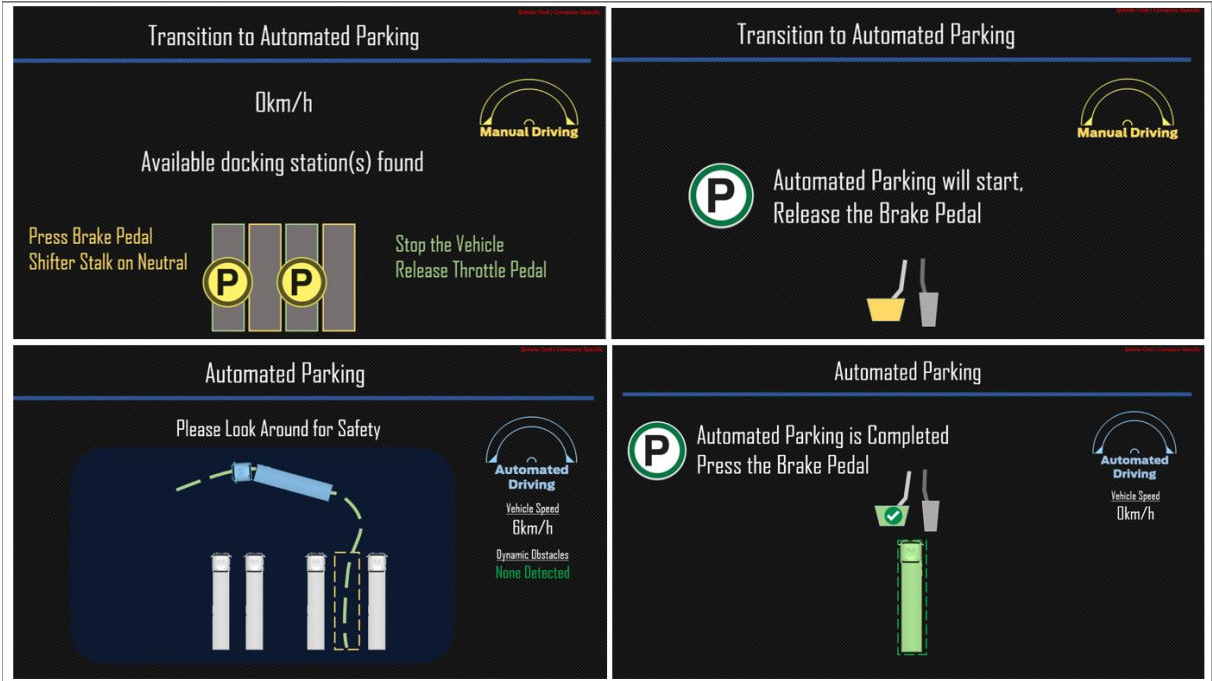 Transition to Automated Parking
0km/h
Manual Driving
Available docking station(s) found
Press Brake Pedal
Shifter Stalk on Neutral
P
P
Stop the Vehicle
Release Throttle Pedal
Transition to Automated Parking
Manual Driving
P
Automated Parking will start,
Release the Brake Pedal
Automated Parking
Please Look Around for Safety
Automated
Driving
Vehicle Speed
6km/h
Dynamic Obstacles
None Detected
Automated Parking
P
Automated Parking is Completed
Press the Brake Pedal
Automated
Driving
Vehicle Speed
0km/h